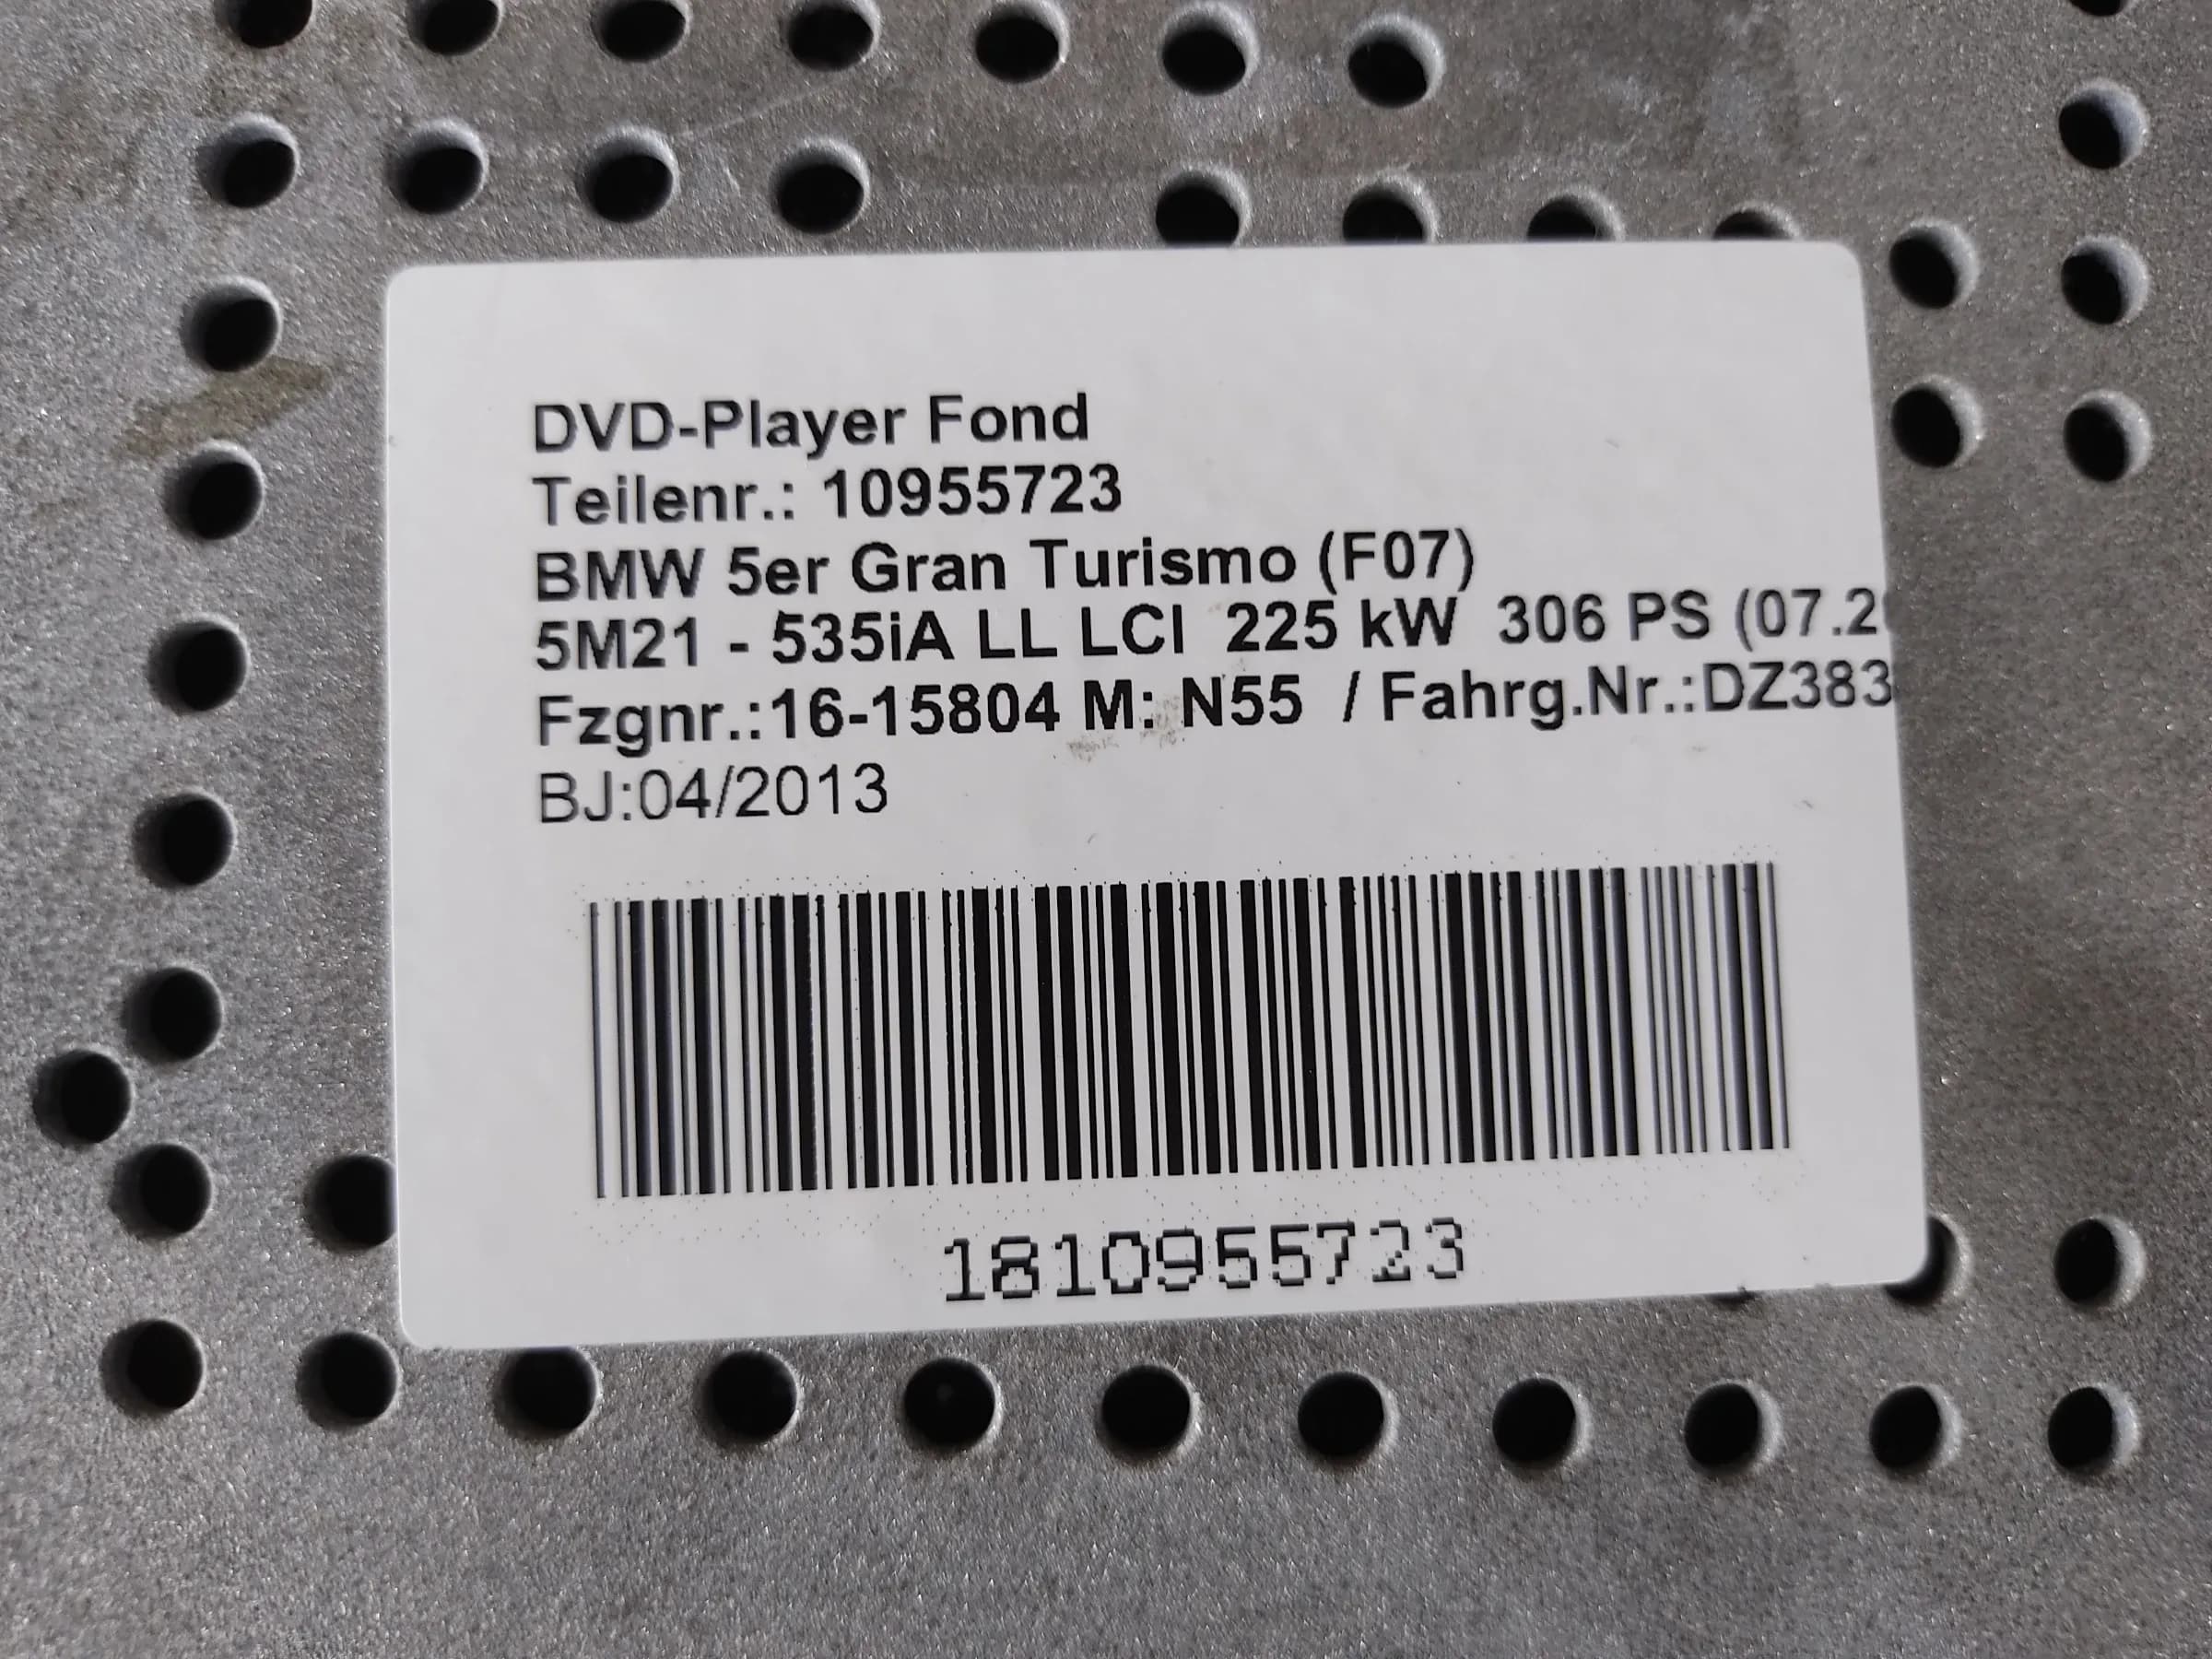 DVD-Player Fond
Teilenr.: 10955723
BMW 5er Gran Turismo (F07)
5M21 - 535iA LL LCI 225 kW 306 PS (07.2
Fzgnr.:16-15804 M: N55 / Fahrg.Nr.:DZ383
BJ:04/2013
1810955723